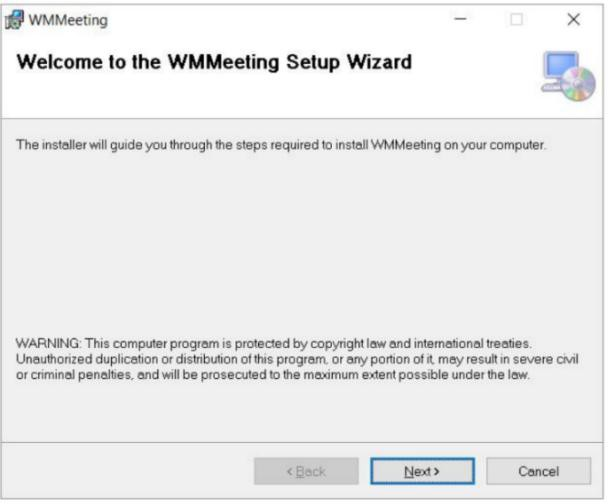 WMMeeting
Welcome to the WMMeeting Setup Wizard
The installer will guide you through the steps required to install WMMeeting on your computer.
WARNING: This computer program is protected by copyright law and international treaties.
Unauthorized duplication or distribution of this program, or any portion of it, may result in severe civil
or criminal penalties, and will be prosecuted to the maximum extent possible under the law.
<Back
Next>
Cancel